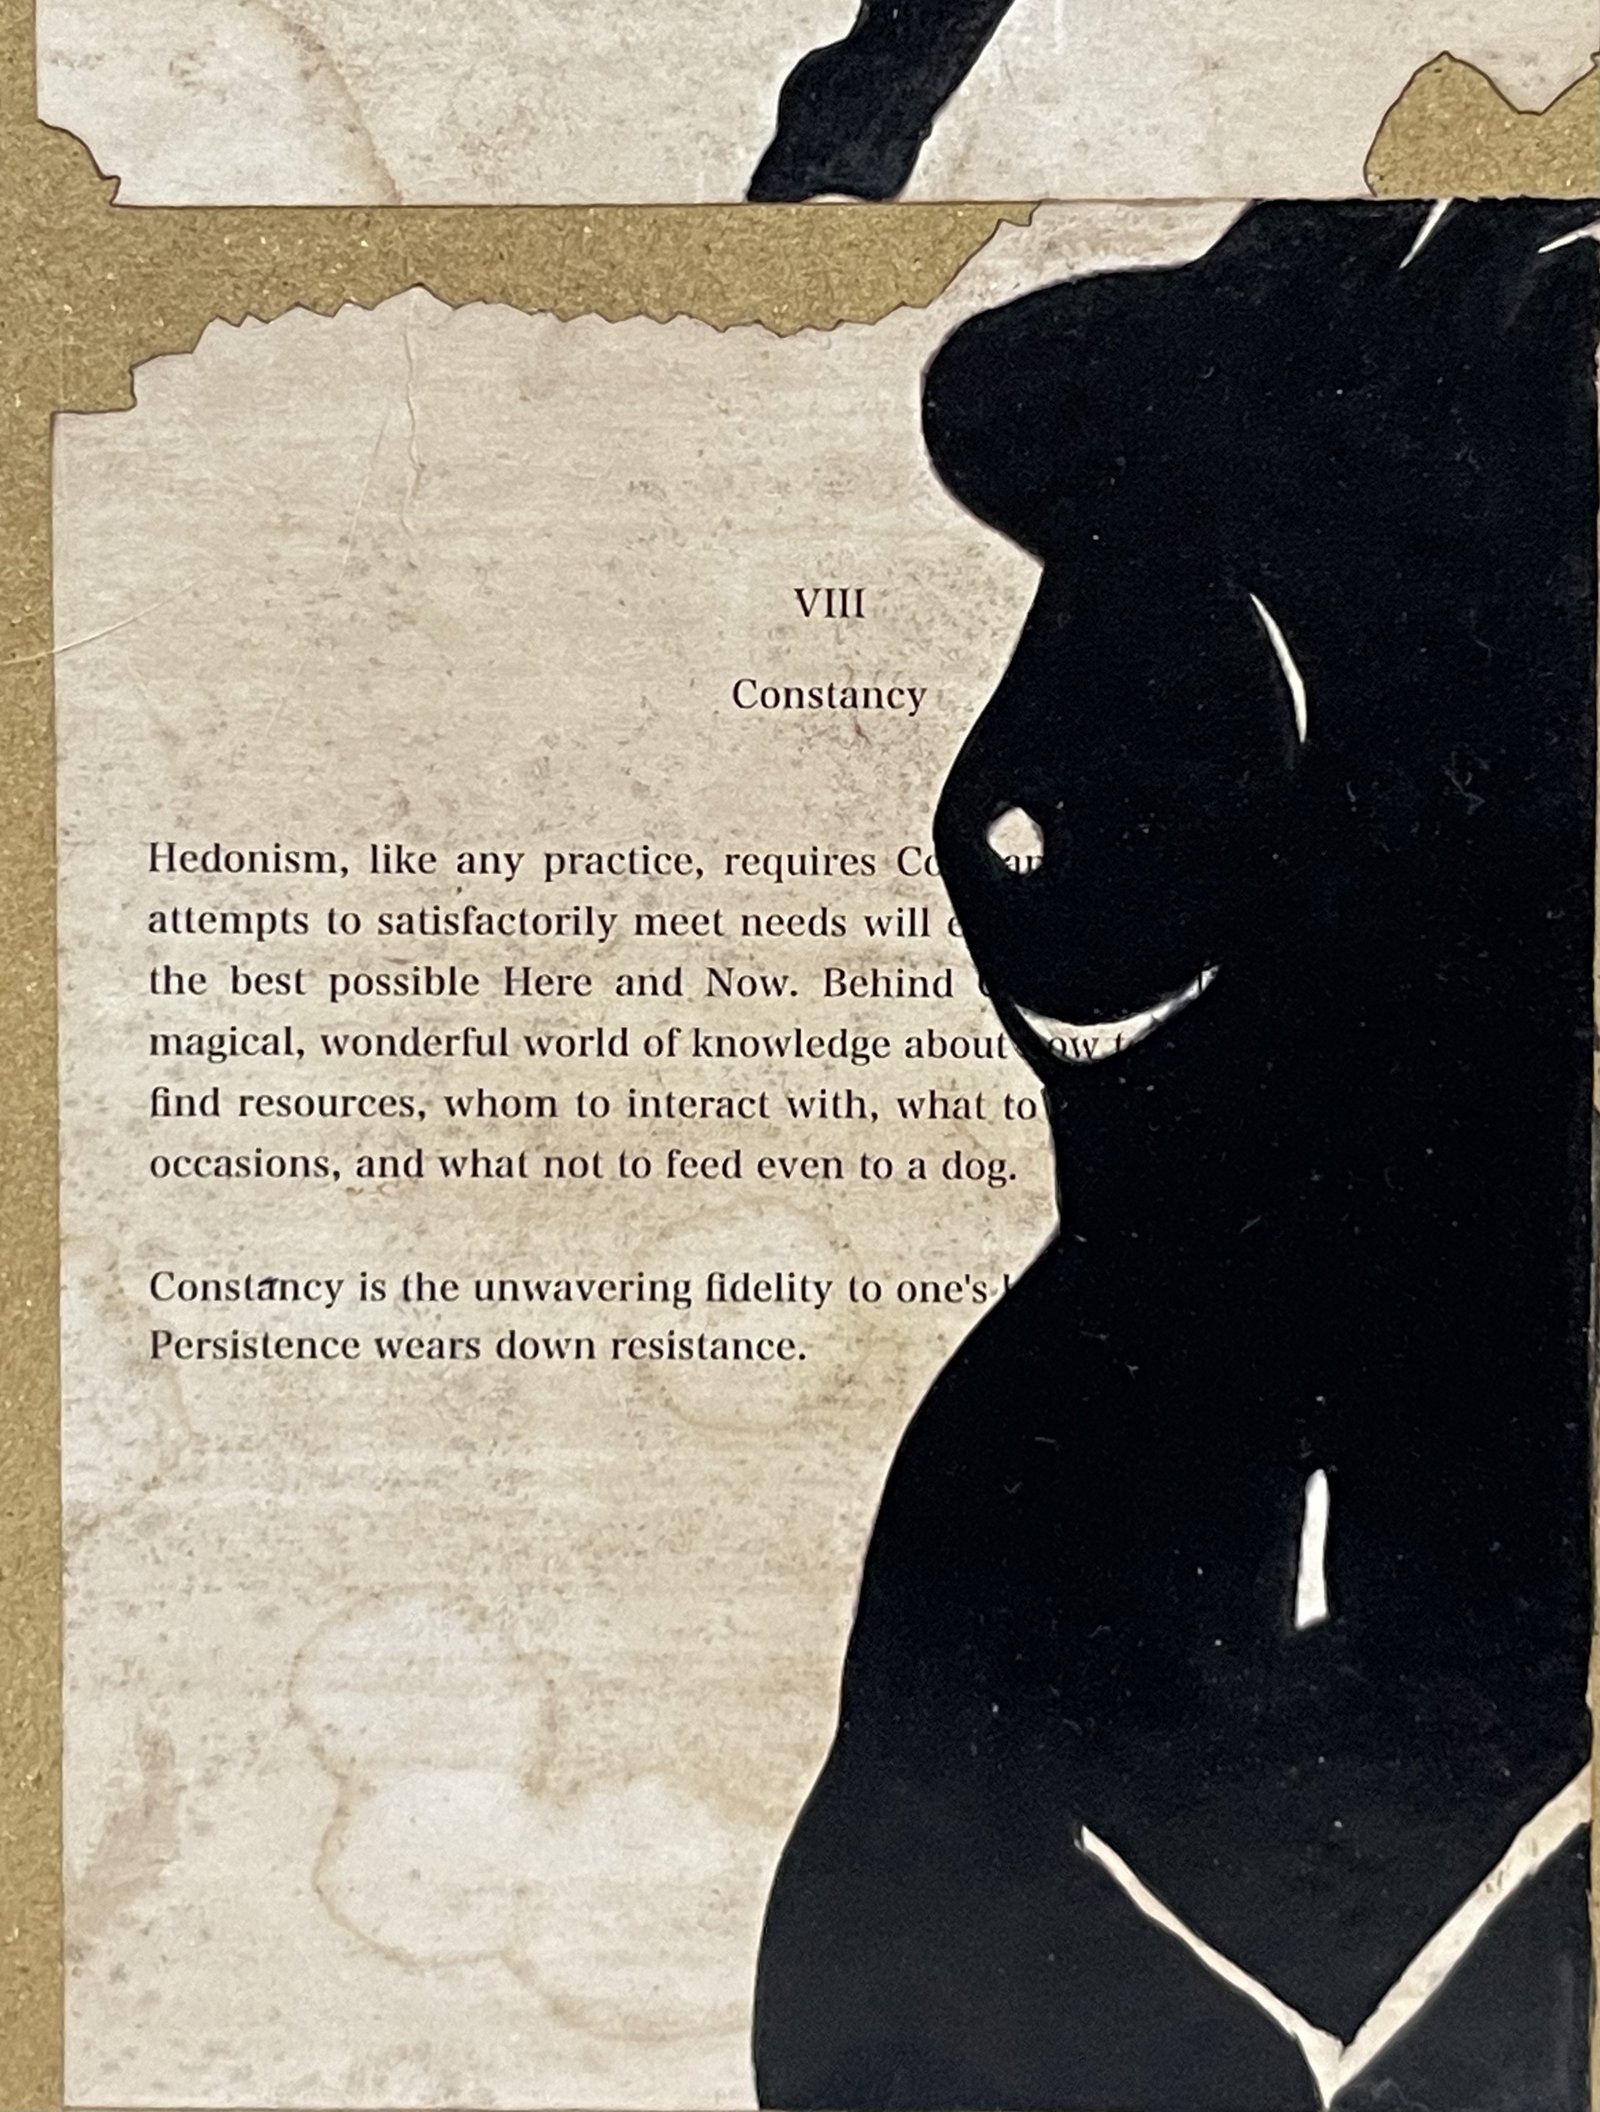 VIII
Constancy
Hedonism, like any practice, requires
attempts to satisfactorily meet needs will
the best possible Here and Now. Behind
magical, wonderful world of knowledge about
find resources, whom to interact with, what to
occasions, and what not to feed even to a dog.
Constancy is the unwavering fidelity to one's
Persistence wears down resistance.